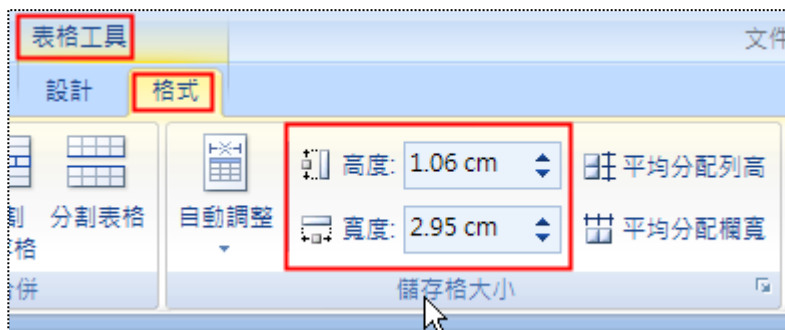 表格工具
文件
設計 格式
高度: 1.06 cm 平均分配列高
分割表格 自動調整
格
寬度: 2.95 cm 平均分配欄寬
併 儲存格大小